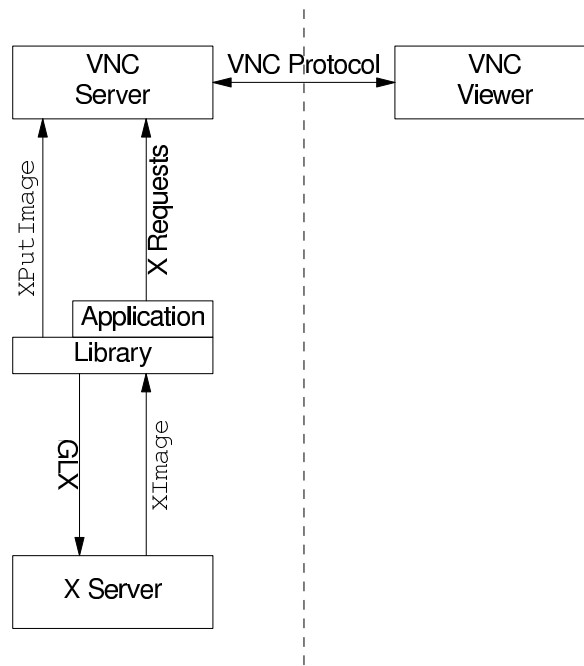 VNC
Server
VNC Protocol
VNC
Viewer
XPutImage
X Requests
Application
Library
GLX
XImage
X Server